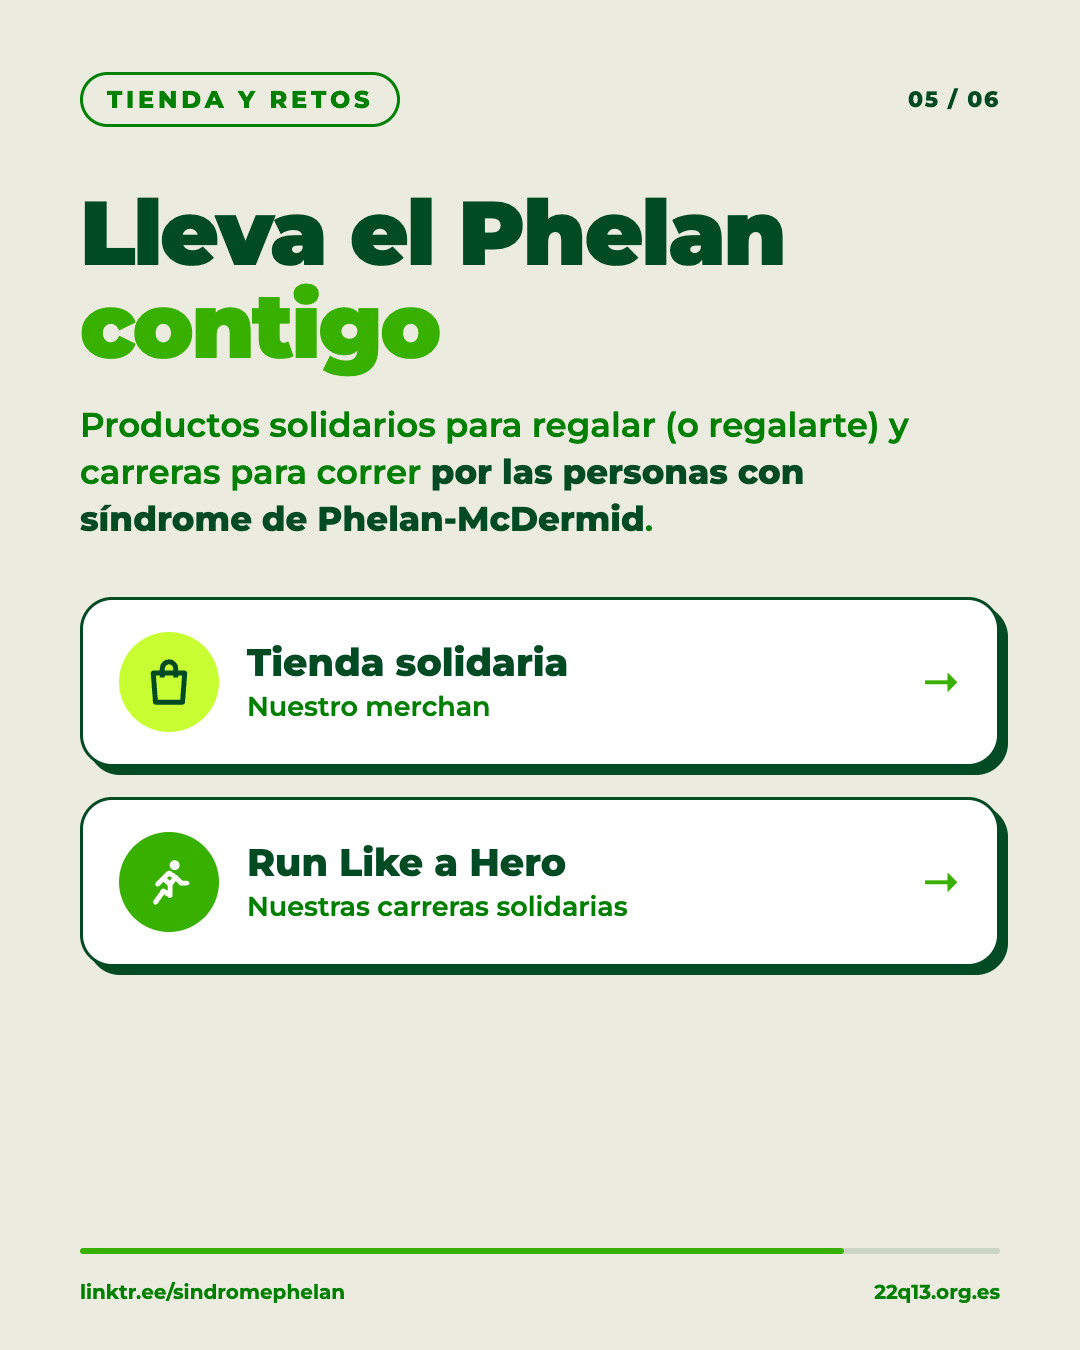 TIENDA Y RETOS
05 / 06
Lleva el Phelan
contigo
Productos solidarios para regalar (o regalarte) y
carreras para correr por las personas con
síndrome de Phelan-McDermid.
Tienda solidaria
Nuestro merchan
→
Run Like a Hero
Nuestras carreras solidarias
→
linktr.ee/sindromephelan
22q13.org.es